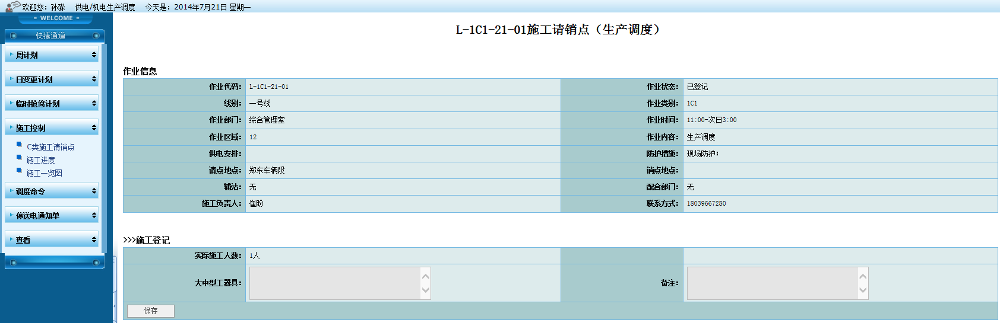 欢迎您：孙淼 供电/机电生产调度 今天是：2014年7月21日 星期一
= WELCOME =
快捷通道
周计划
日变更计划
临时抢修计划
施工控制
C类施工请销点
施工进度
施工一览图
调度命令
停送电通知单
查看
L-1C1-21-01施工请销点（生产调度）
作业信息
作业代码： L-1C1-21-01 作业状态： 已登记
线别： 一号线 作业类别： 1C1
作业部门： 综合管理室 作业时间： 11:00-次日3:00
作业区域： 12 作业内容： 生产调度
供电安排： 防护措施： 现场防护；
请点地点： 郑东车辆段 销点地点：
辅站： 无 配合部门： 无
施工负责人： 崔盼 联系方式： 18039667280
>>>施工登记
实际施工人数： 1人
大中型工器具： 备注：
保存